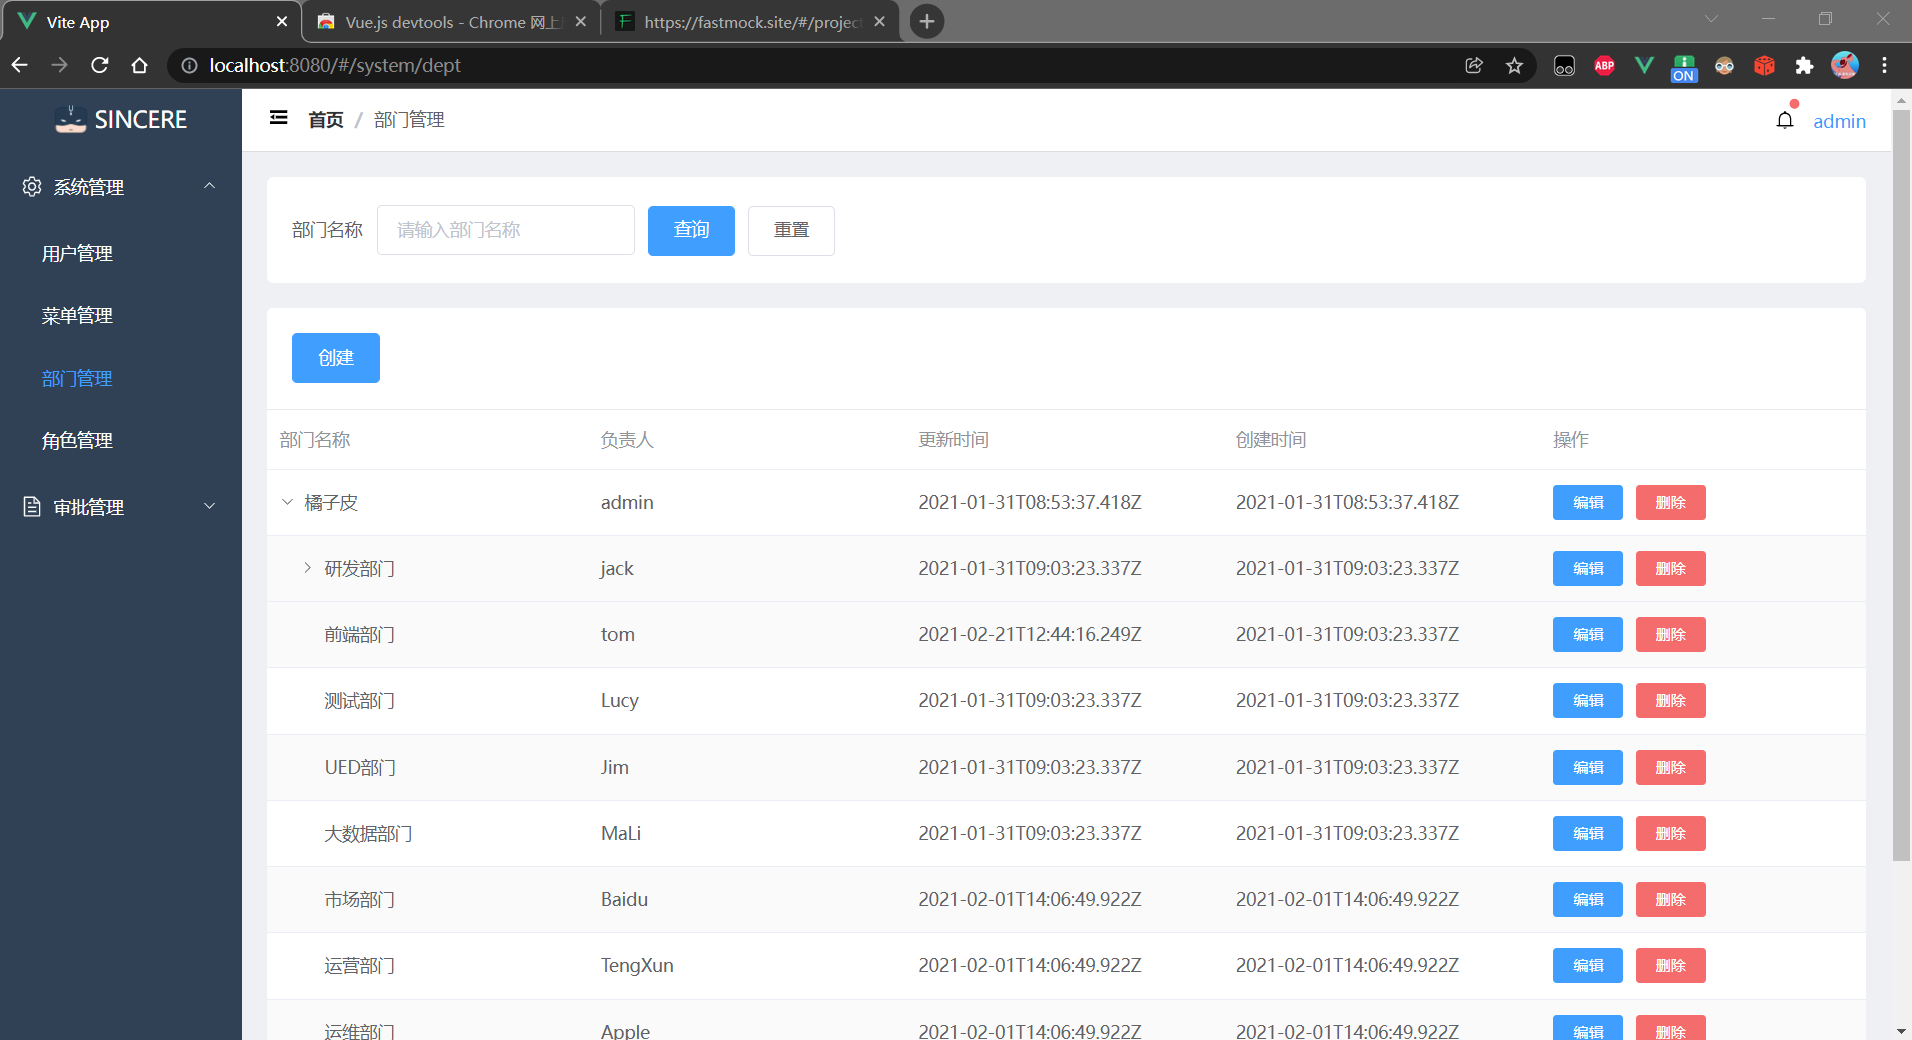 Vite App
Vue.js devtools - Chrome 网上
https://fastmock.site/#/projec
localhost:8080/#/system/dept
ABP
ON
SINCERE
首页 / 部门管理
admin
系统管理
用户管理
菜单管理
部门管理
角色管理
审批管理
部门名称 请输入部门名称 查询 重置
创建
部门名称 负责人 更新时间 创建时间 操作
橘子皮 admin 2021-01-31T08:53:37.418Z 2021-01-31T08:53:37.418Z 编辑 删除
研发部门 jack 2021-01-31T09:03:23.337Z 2021-01-31T09:03:23.337Z 编辑 删除
前端部门 tom 2021-02-21T12:44:16.249Z 2021-01-31T09:03:23.337Z 编辑 删除
测试部门 Lucy 2021-01-31T09:03:23.337Z 2021-01-31T09:03:23.337Z 编辑 删除
UED部门 Jim 2021-01-31T09:03:23.337Z 2021-01-31T09:03:23.337Z 编辑 删除
大数据部门 MaLi 2021-01-31T09:03:23.337Z 2021-01-31T09:03:23.337Z 编辑 删除
市场部门 Baidu 2021-02-01T14:06:49.922Z 2021-02-01T14:06:49.922Z 编辑 删除
运营部门 TengXun 2021-02-01T14:06:49.922Z 2021-02-01T14:06:49.922Z 编辑 删除
运维部门 Apple 2021-02-01T14:06:49.922Z 2021-02-01T14:06:49.922Z 编辑 删除